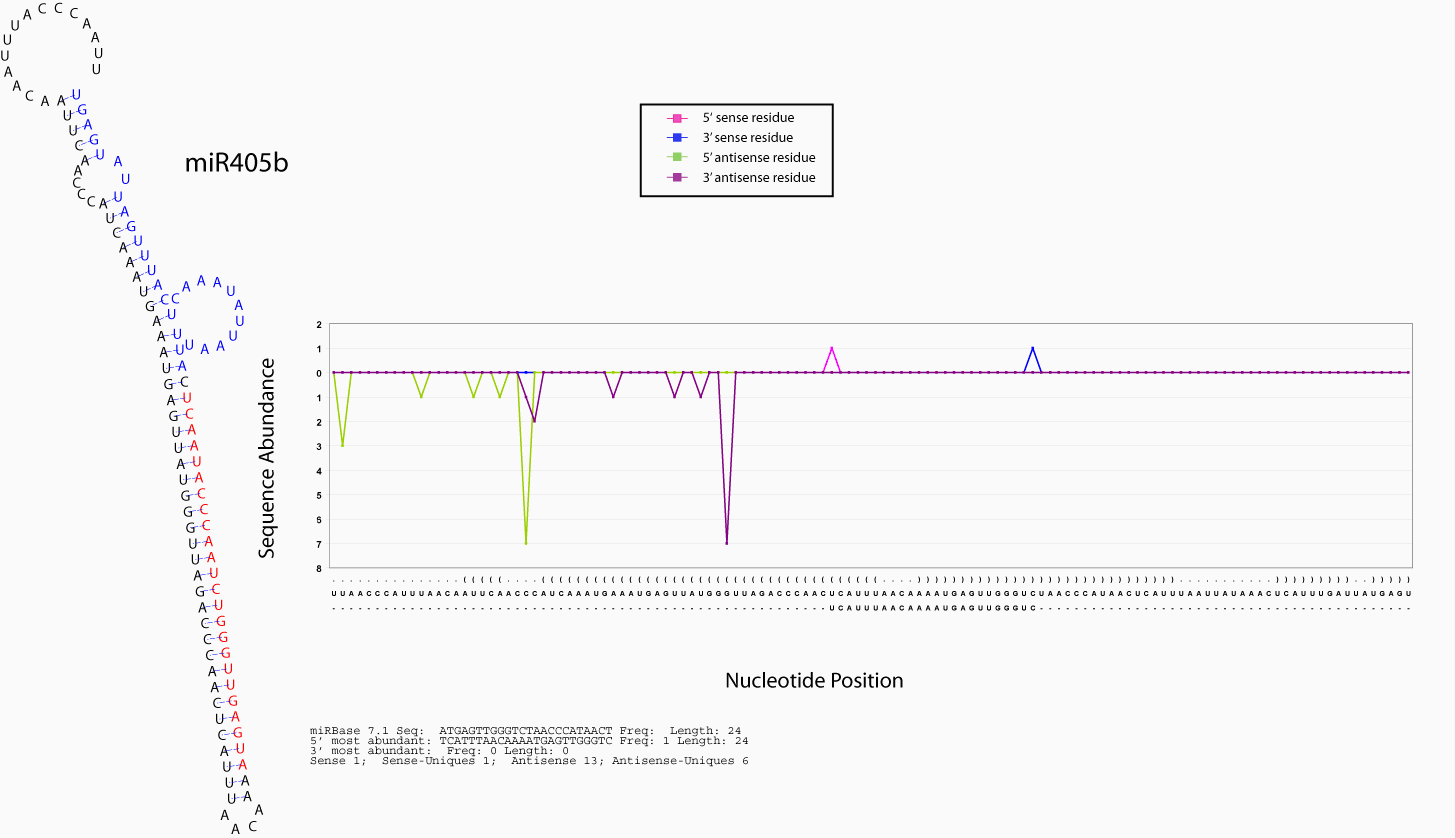 miR405b
5' sense residue
3' sense residue
5' antisense residue
3' antisense residue
Sequence Abundance
2
1
0
1
2
3
4
5
6
7
8
UUAACCCAUUUAACAAUUCAACCCAUCAAAUGAAAUGAGUUAUGGGUUAGACCCAACUCAUUUAACAAAAUGAGUUGGGUCUAACCCAUAACUCAUUUAAUUAUAAACUCAUUUGAUUAUGAGU
UCAUUUAACAAAAUGAGUUGGGUC
Nucleotide Position
miRBase 7.1 Seq: ATGAGTTGGGTCTAACCCATAACT Freq: Length: 24
5' most abundant: TCATTTAACAAAATGAGTTGGGTC Freq: 1 Length: 24
3' most abundant: Freq: 0 Length: 0
Sense 1; Sense-Uniques 1; Antisense 13; Antisense-Uniques 6